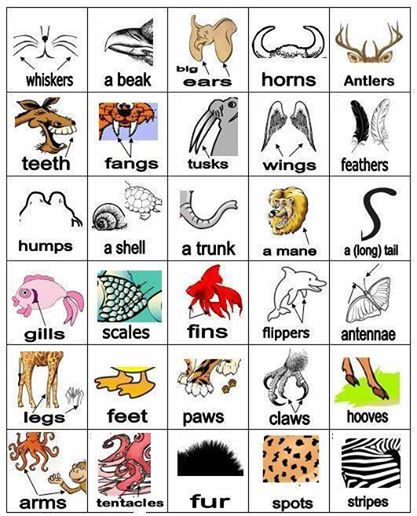 whiskers
a beak
big
ears
horns
Antlers
teeth
fangs
tusks
wings
feathers
humps
a shell
a trunk
a mane
a (long) tail
gills
scales
fins
flippers
antennae
legs
feet
paws
claws
hooves
arms
tentacles
fur
spots
stripes